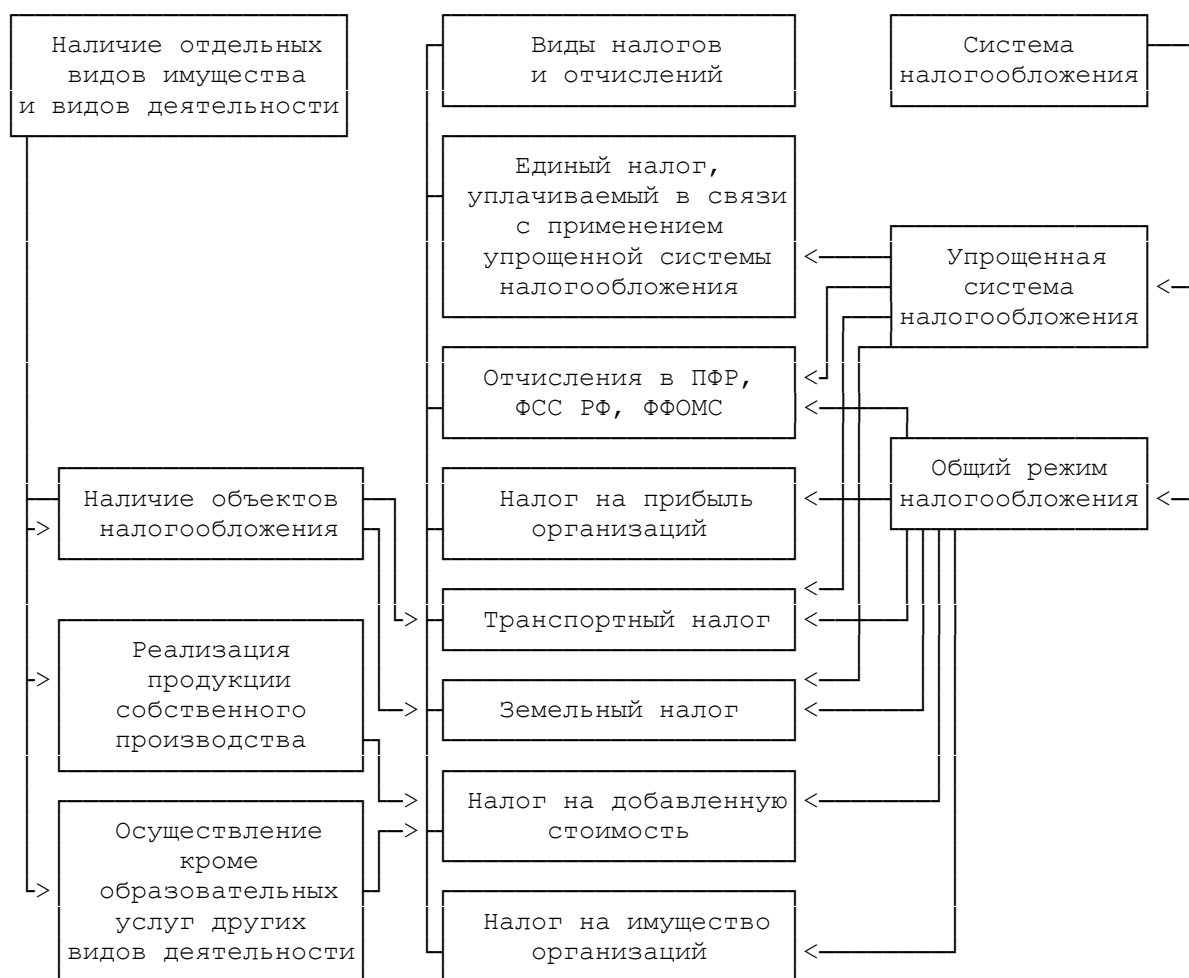 Наличие отдельных
видов имущества
и видов деятельности
Виды налогов
и отчислений
Система
налогообложения
Единый налог,
уплачиваемый в связи
с применением
упрощенной системы
налогообложения
Упрощенная
система
налогообложения
Отчисления в ПФР,
ФСС РФ, ФФОМС
Общий режим
налогообложения
Наличие объектов
налогообложения
Налог на прибыль
организаций
Транспортный налог
Реализация
продукции
собственного
производства
Земельный налог
Налог на добавленную
стоимость
Осуществление
кроме
образовательных
услуг других
видов деятельности
Налог на имущество
организаций